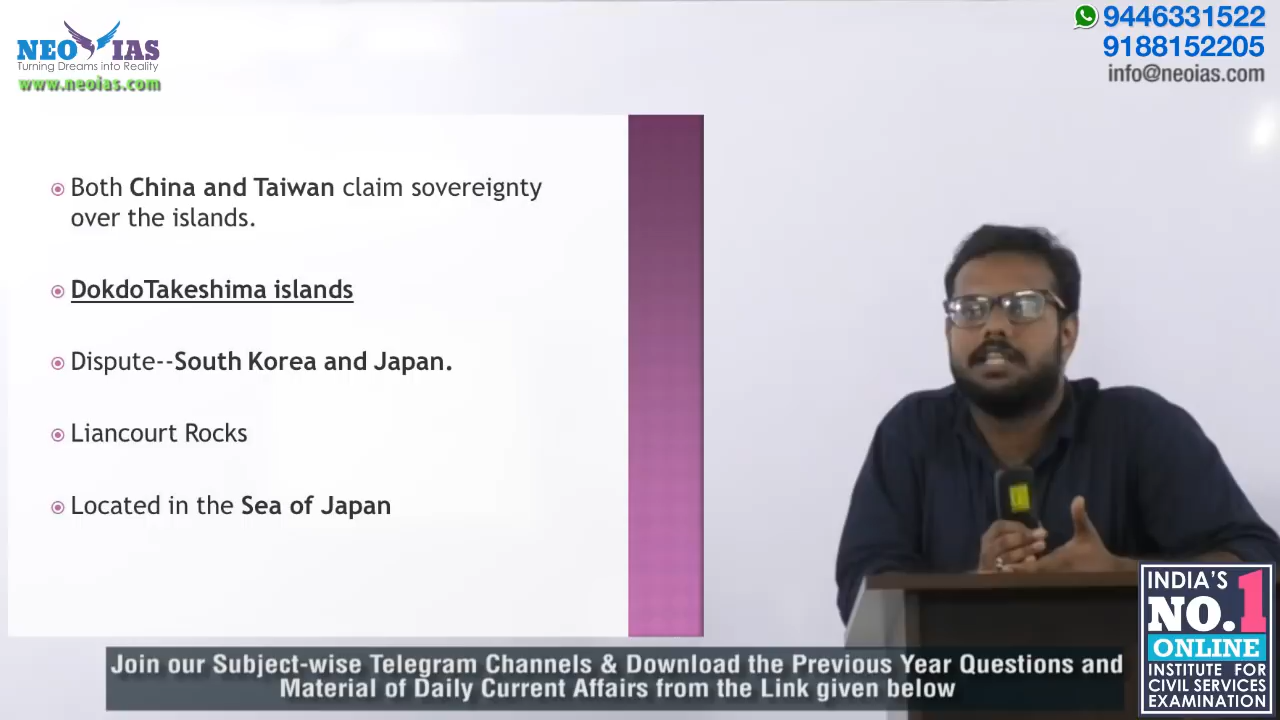 NEO IAS
Turning Dreams into Reality
www.neoias.com
9446331522
9188152205
info@neoias.com
Both China and Taiwan claim sovereignty
over the islands.
DokdoTakeshima islands
Dispute--South Korea and Japan.
Liancourt Rocks
Located in the Sea of Japan
INDIA'S
NO.1
ONLINE
INSTITUTE FOR
CIVIL SERVICES
EXAMINATION
Join our Subject-wise Telegram Channels & Download the Previous Year Questions and
Material of Daily Current Affairs from the Link given below